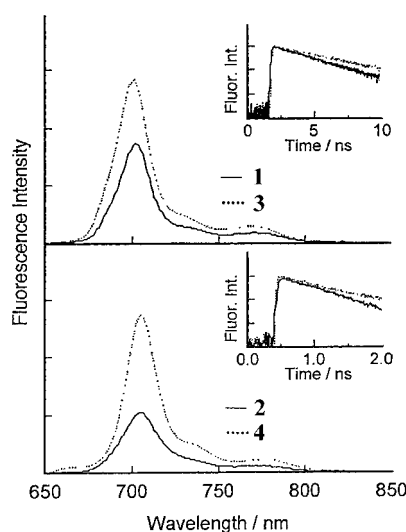 Fluorescence Intensity
Fluor. Int.
0 5 10
Time / ns
1
3
Fluor. Int.
0.0 1.0 2.0
Time / ns
2
4
650 700 750 800 850
Wavelength / nm